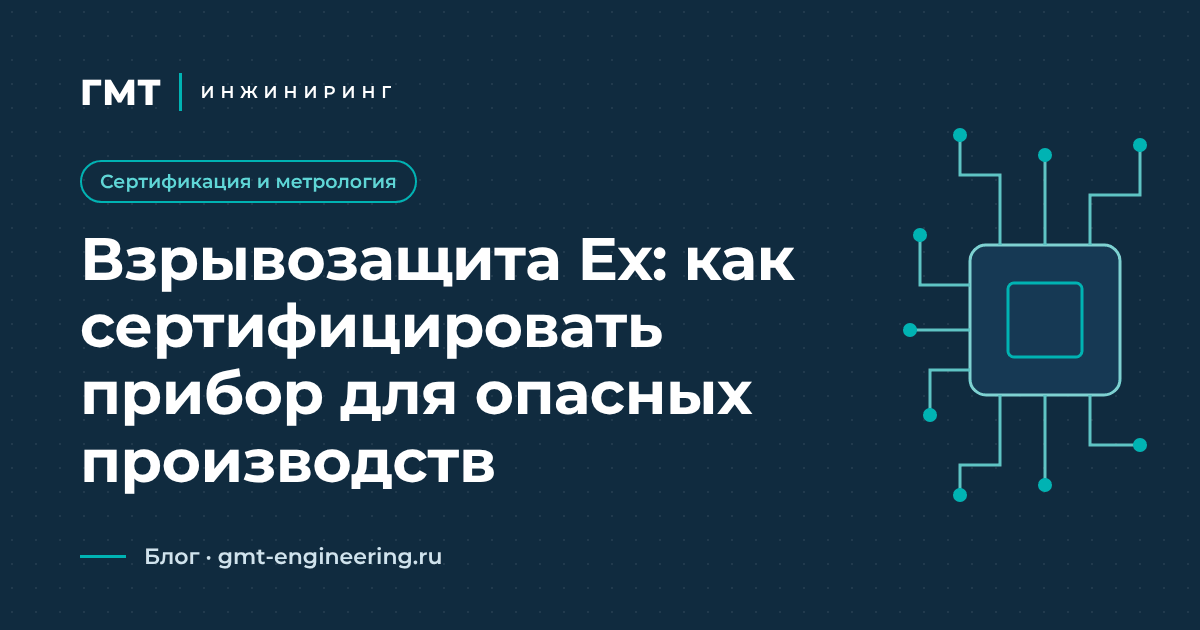 ГМТ | ИНЖИНИРИНГ
Сертификация и метрология
Взрывозащита Ex: как
сертифицировать
прибор для опасных
производств
Блог · gmt-engineering.ru